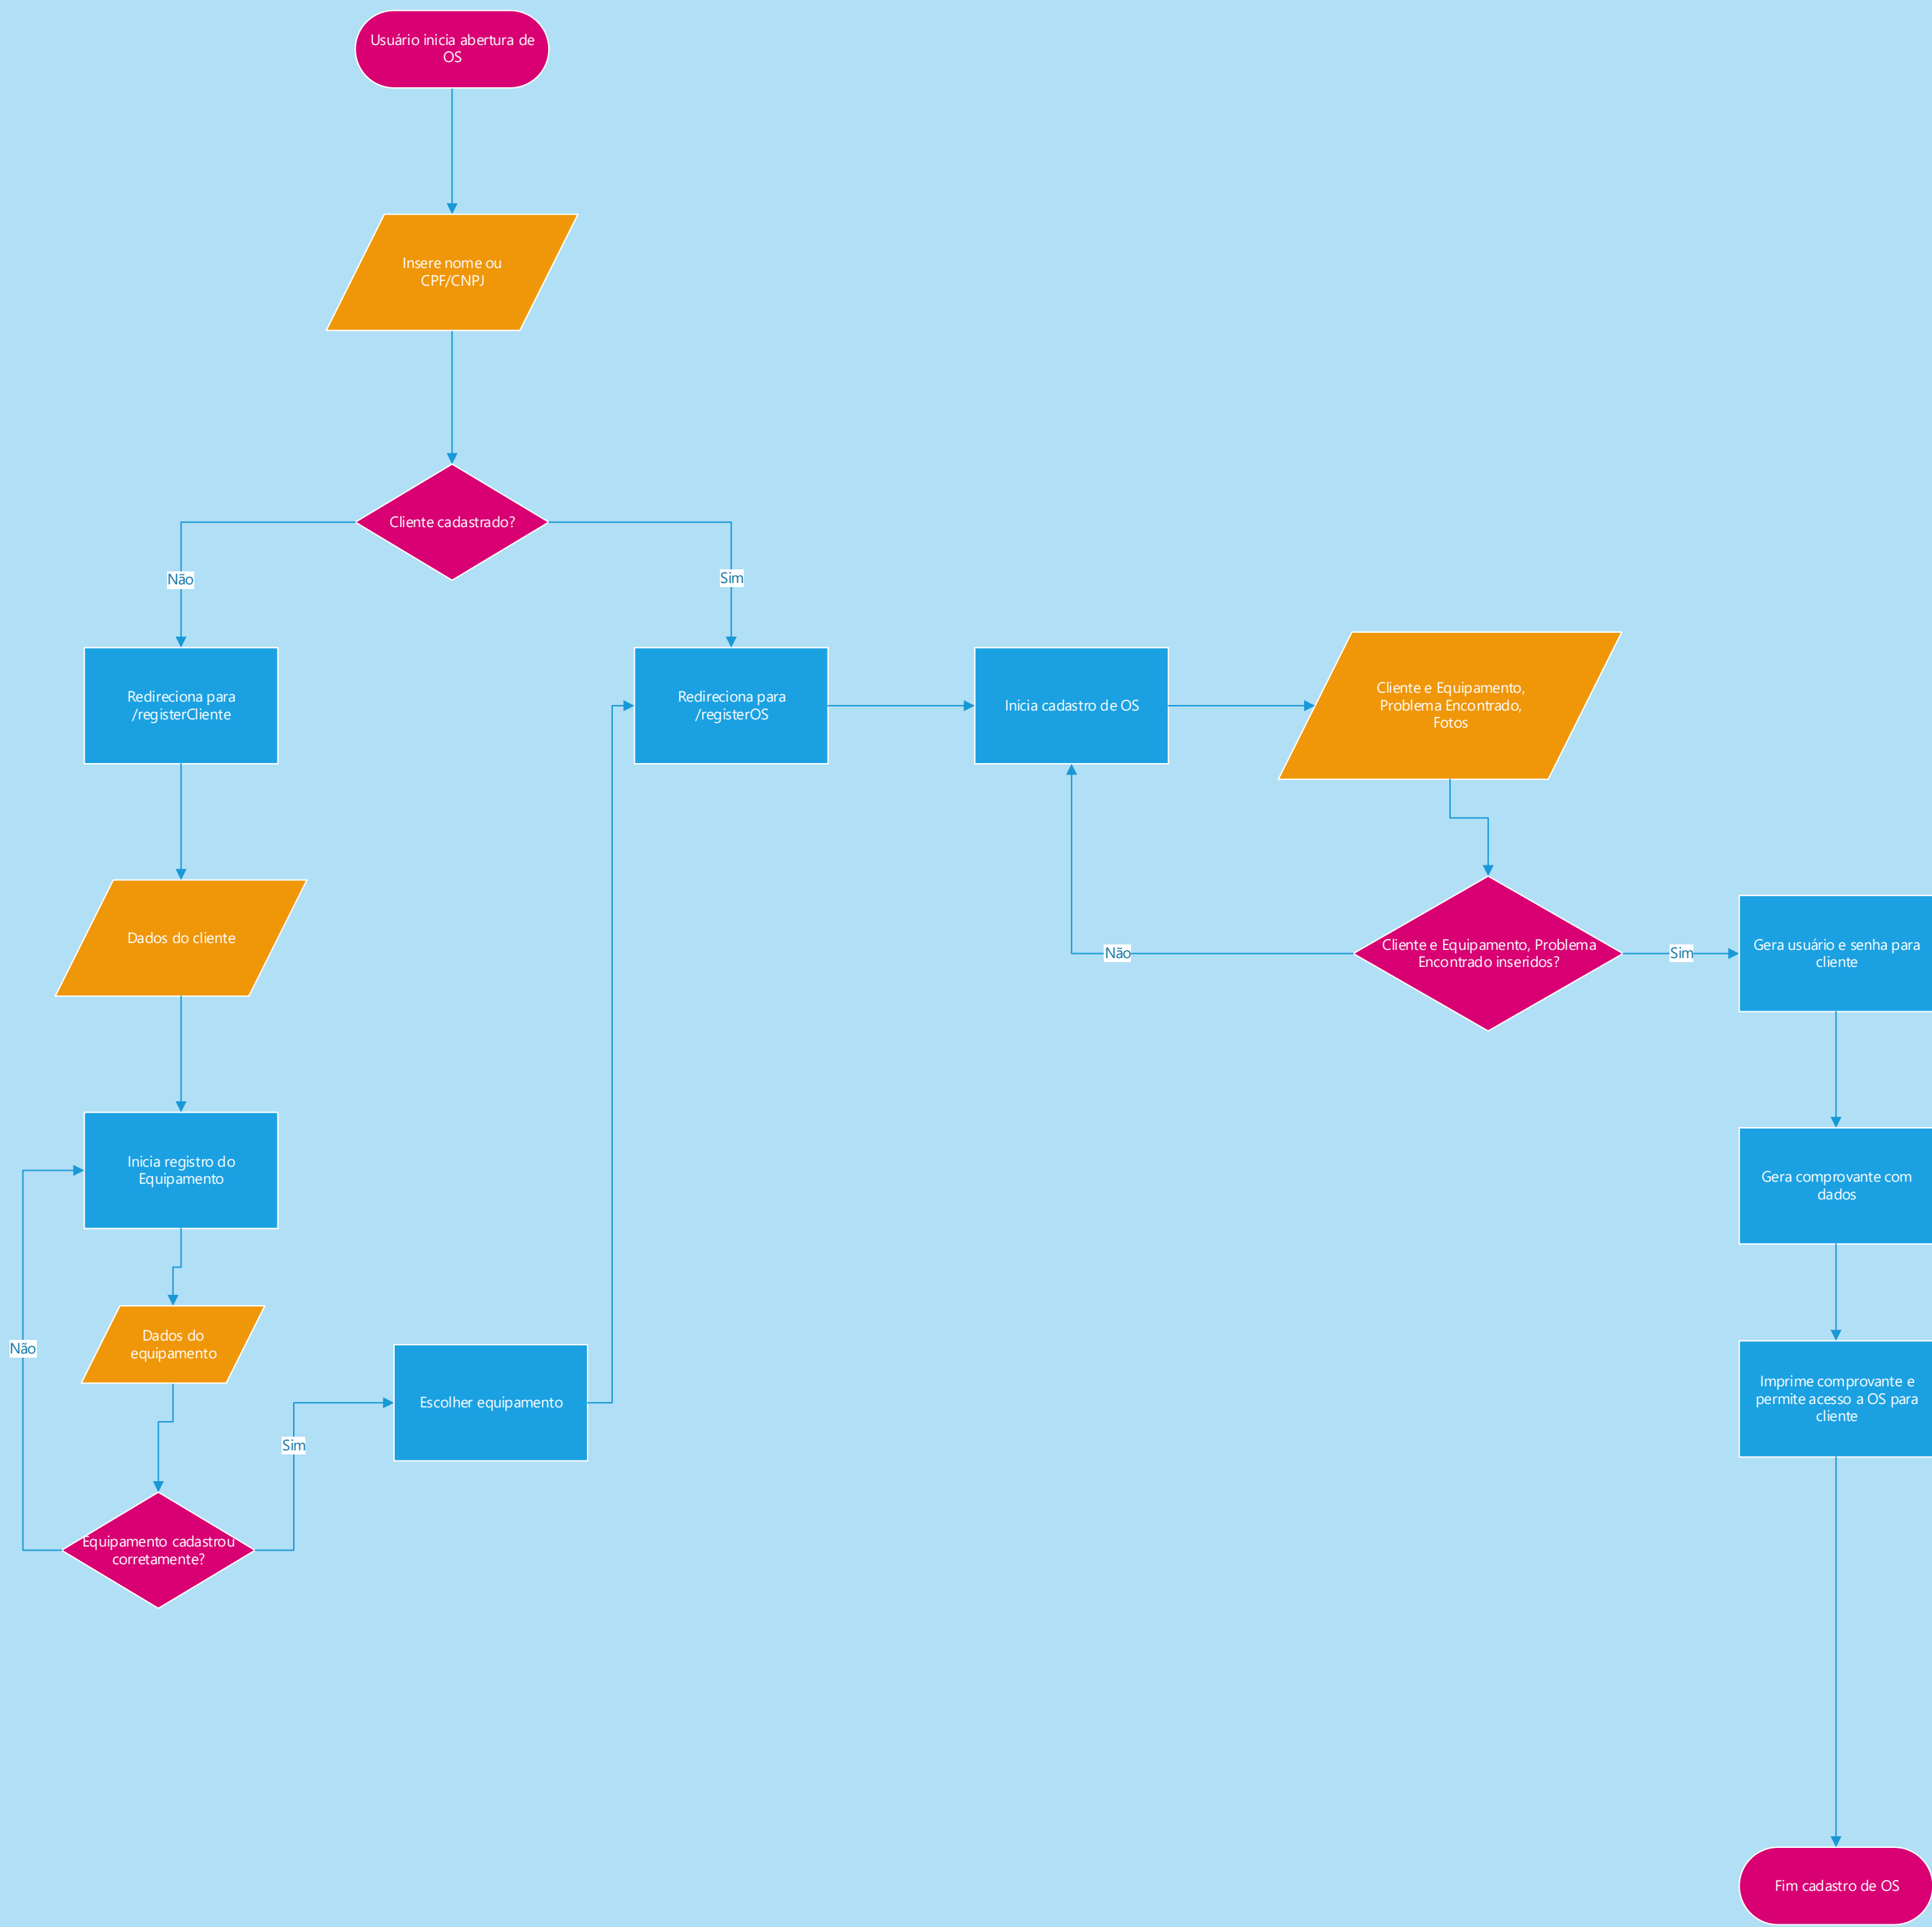 Usuário inicia abertura de
OS
Insere nome ou
CPF/CNPJ
Cliente cadastrado?
Não
Sim
Redireciona para
/registerCliente
Redireciona para
/registerOS
Inicia cadastro de OS
Cliente e Equipamento,
Problema Encontrado,
Fotos
Dados do cliente
Não
Cliente e Equipamento, Problema
Encontrado inseridos?
Sim
Gera usuário e senha para
cliente
Inicia registro do
Equipamento
Gera comprovante com
dados
Não
Dados do
equipamento
Sim
Escolher equipamento
Imprime comprovante e
permite acesso a OS para
cliente
Equipamento cadastrou
corretamente?
Fim cadastro de OS